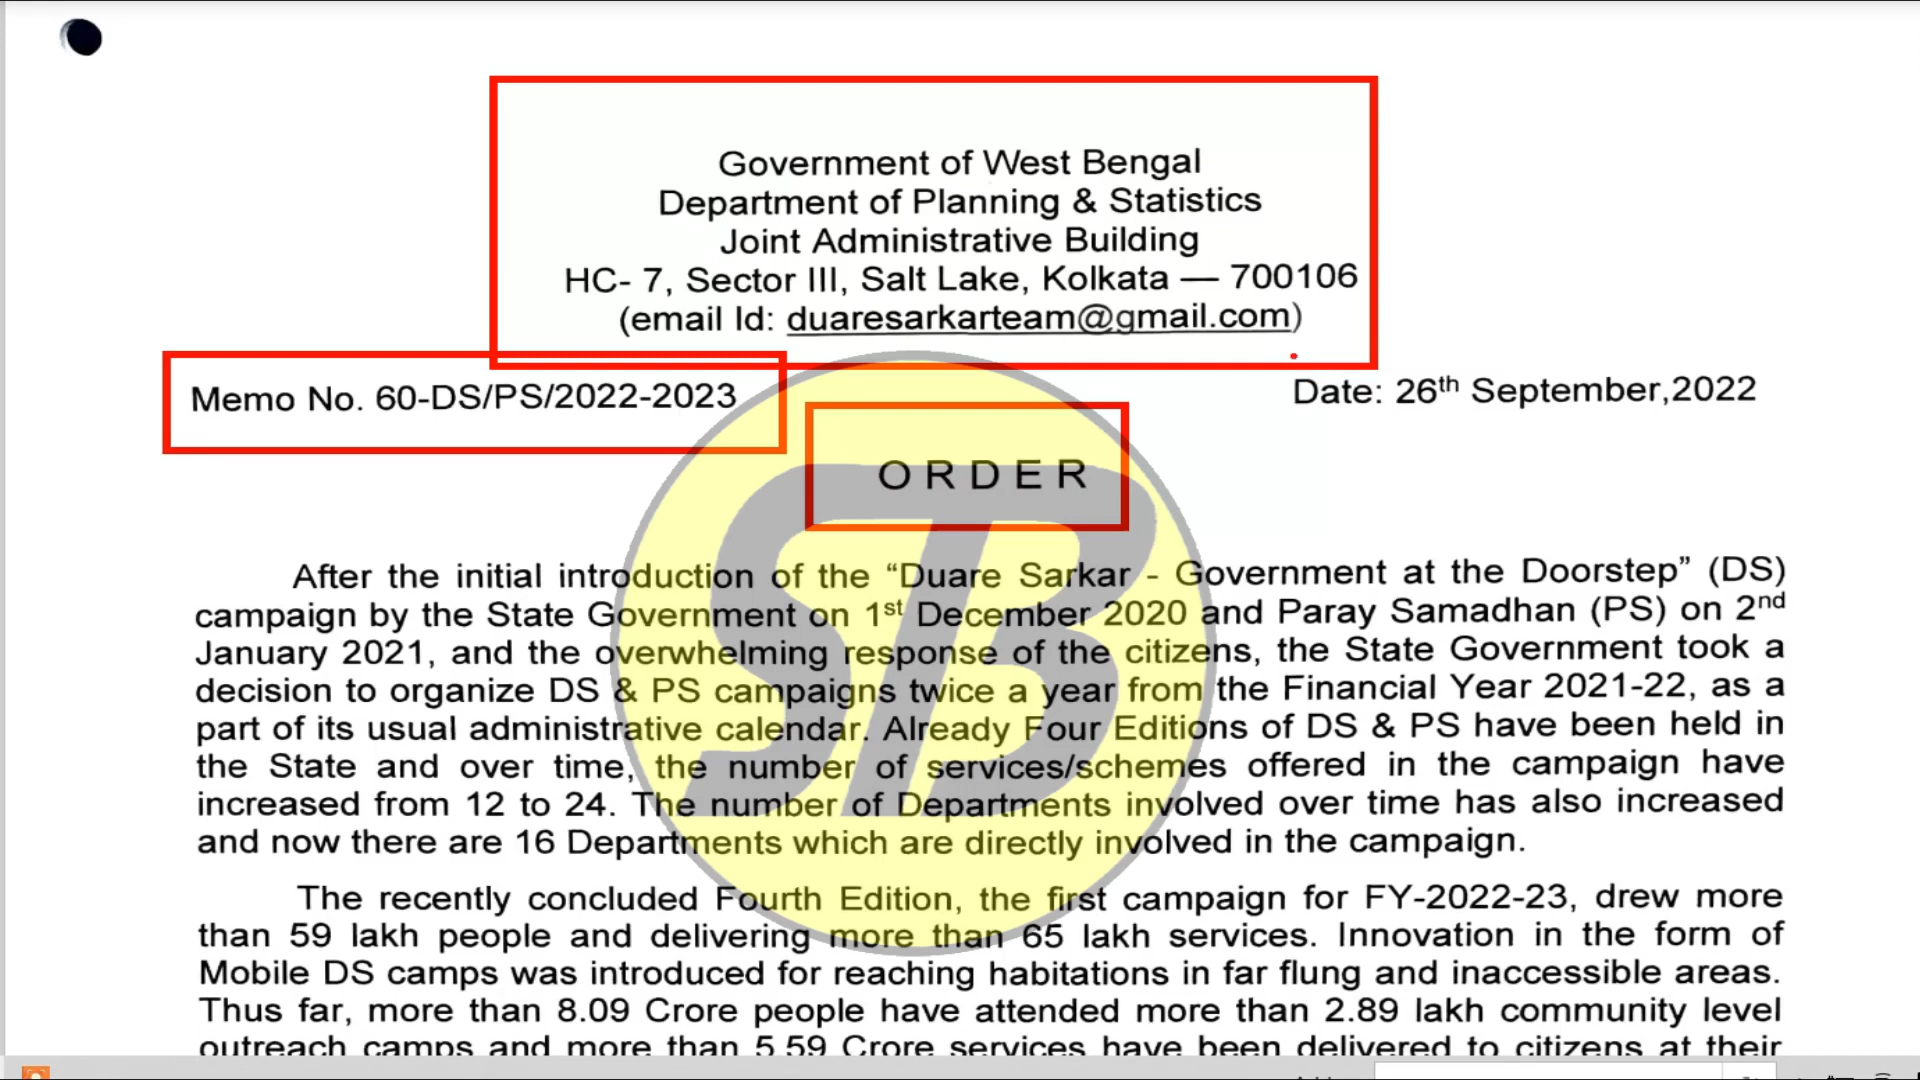 Government of West Bengal
Department of Planning & Statistics
Joint Administrative Building
HC- 7, Sector III, Salt Lake, Kolkata — 700106
(email Id: duaresarkarteam@gmail.com)
Memo No. 60-DS/PS/2022-2023
Date: 26th September,2022
ORDER
STB
After the initial introduction of the “Duare Sarkar - Government at the Doorstep” (DS)
campaign by the State Government on 1st December 2020 and Paray Samadhan (PS) on 2nd
January 2021, and the overwhelming response of the citizens, the State Government took a
decision to organize DS & PS campaigns twice a year from the Financial Year 2021-22, as a
part of its usual administrative calendar. Already Four Editions of DS & PS have been held in
the State and over time, the number of services/schemes offered in the campaign have
increased from 12 to 24. The number of Departments involved over time has also increased
and now there are 16 Departments which are directly involved in the campaign.
The recently concluded Fourth Edition, the first campaign for FY-2022-23, drew more
than 59 lakh people and delivering more than 65 lakh services. Innovation in the form of
Mobile DS camps was introduced for reaching habitations in far flung and inaccessible areas.
Thus far, more than 8.09 Crore people have attended more than 2.89 lakh community level
outreach camps and more than 5.59 Crore services have been delivered to citizens at their